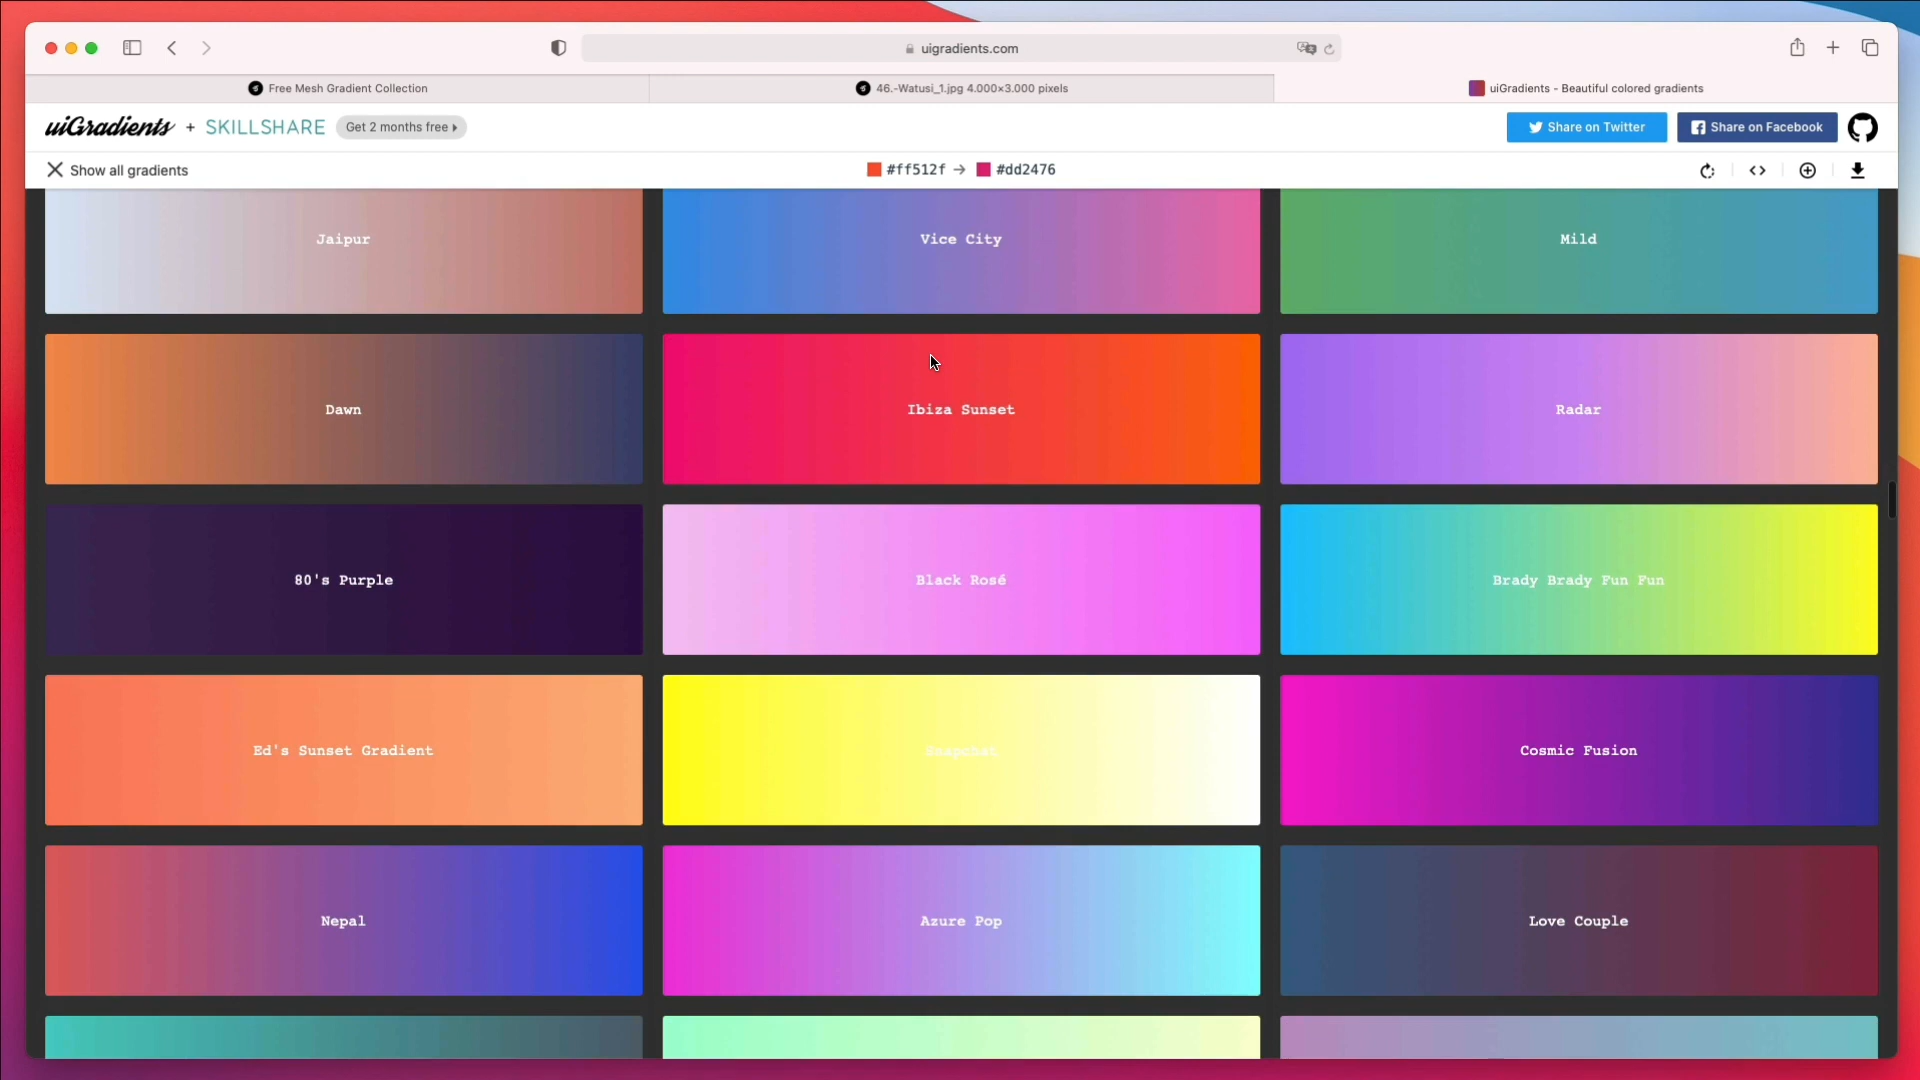 uigradients.com
Free Mesh Gradient Collection
46.-Watusi_1.jpg 4.000×3.000 pixels
uiGradients - Beautiful colored gradients
uiGradients + SKILLSHARE Get 2 months free
Share on Twitter
Share on Facebook
Show all gradients
#ff512f → #dd2476
Jaipur
Vice City
Mild
Dawn
Ibiza Sunset
Radar
80's Purple
Black Rosé
Brady Brady Fun Fun
Ed's Sunset Gradient
Snapchat
Cosmic Fusion
Nepal
Azure Pop
Love Couple